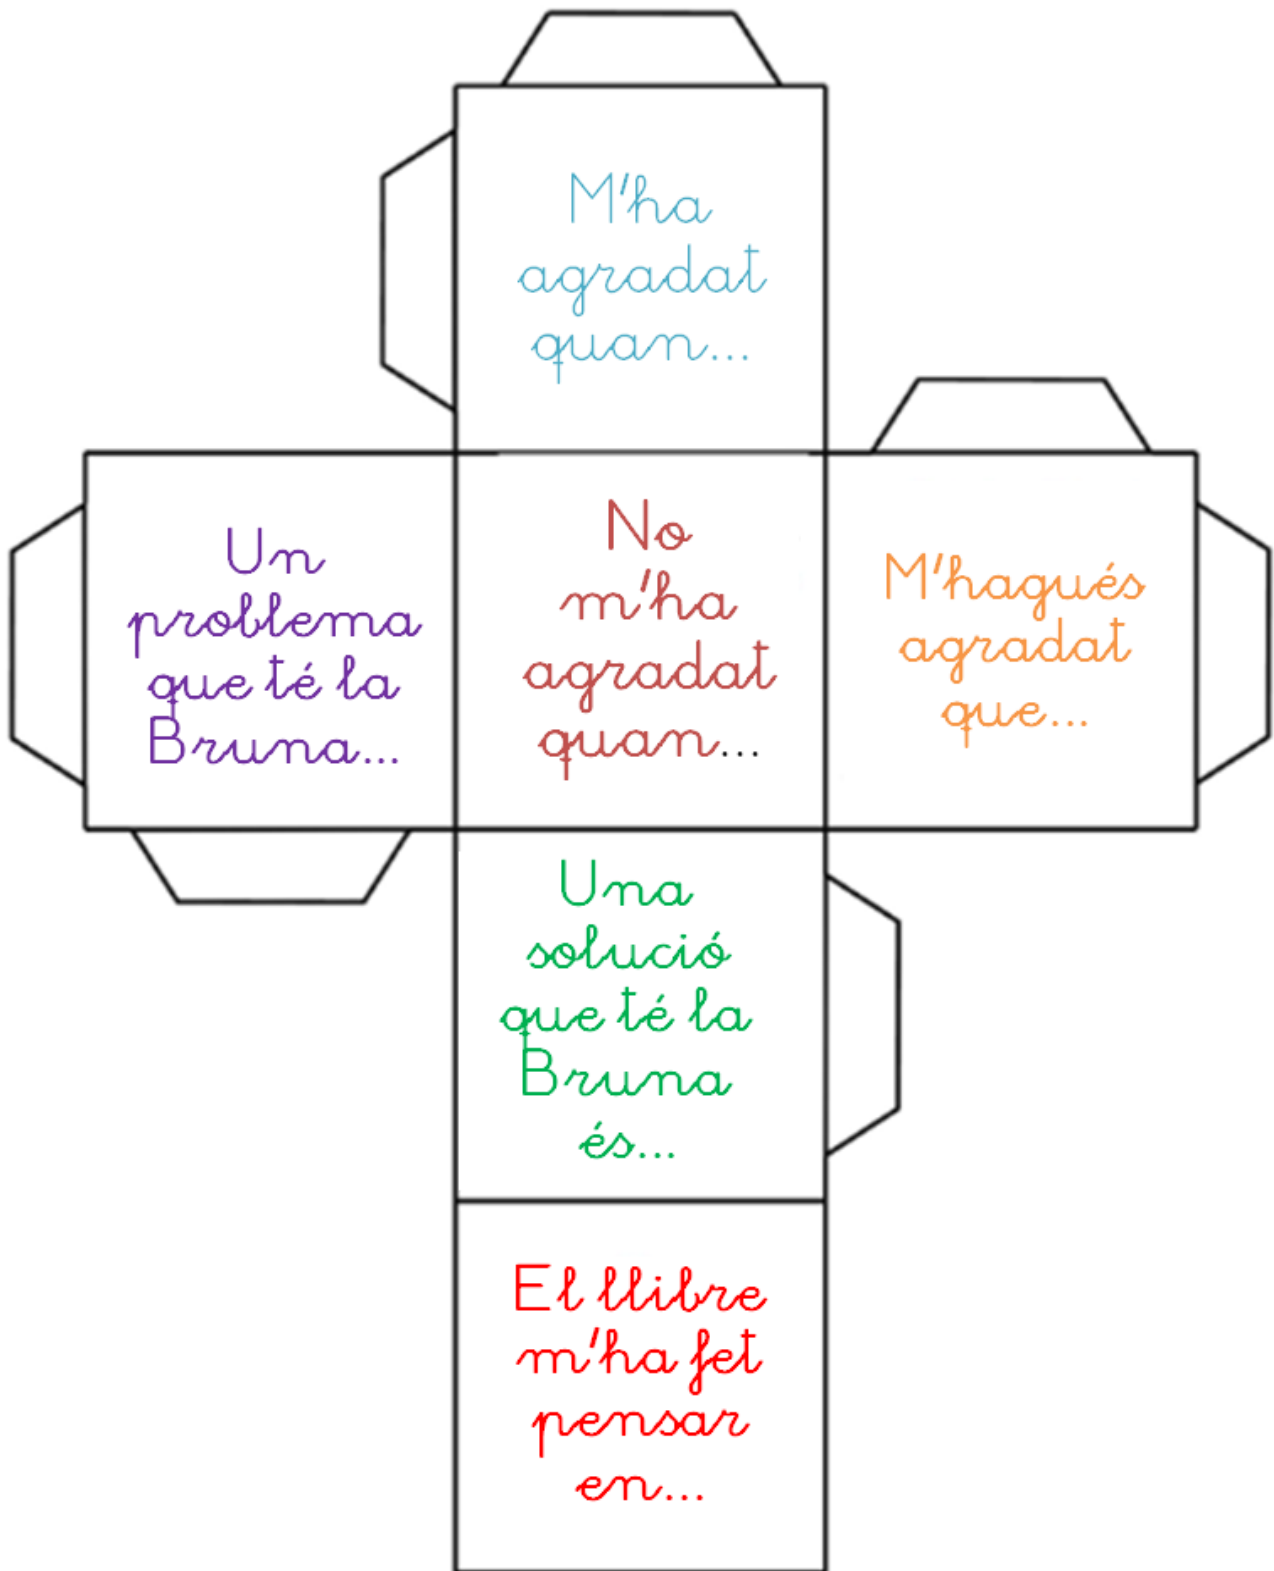 M'ha
agradat
quan...
Un
problema
que té la
Bruna...
No
m'ha
agradat
quan...
M'hagués
agradat
que...
Una
solució
que té la
Bruna
és...
El llibre
m'ha fet
pensar
en...